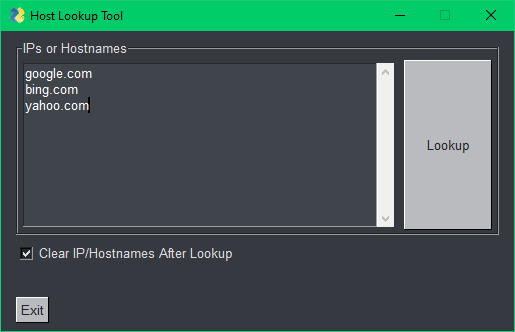 Host Lookup Tool
IPs or Hostnames
google.com
bing.com
yahoo.com
Lookup
Clear IP/Hostnames After Lookup
Exit